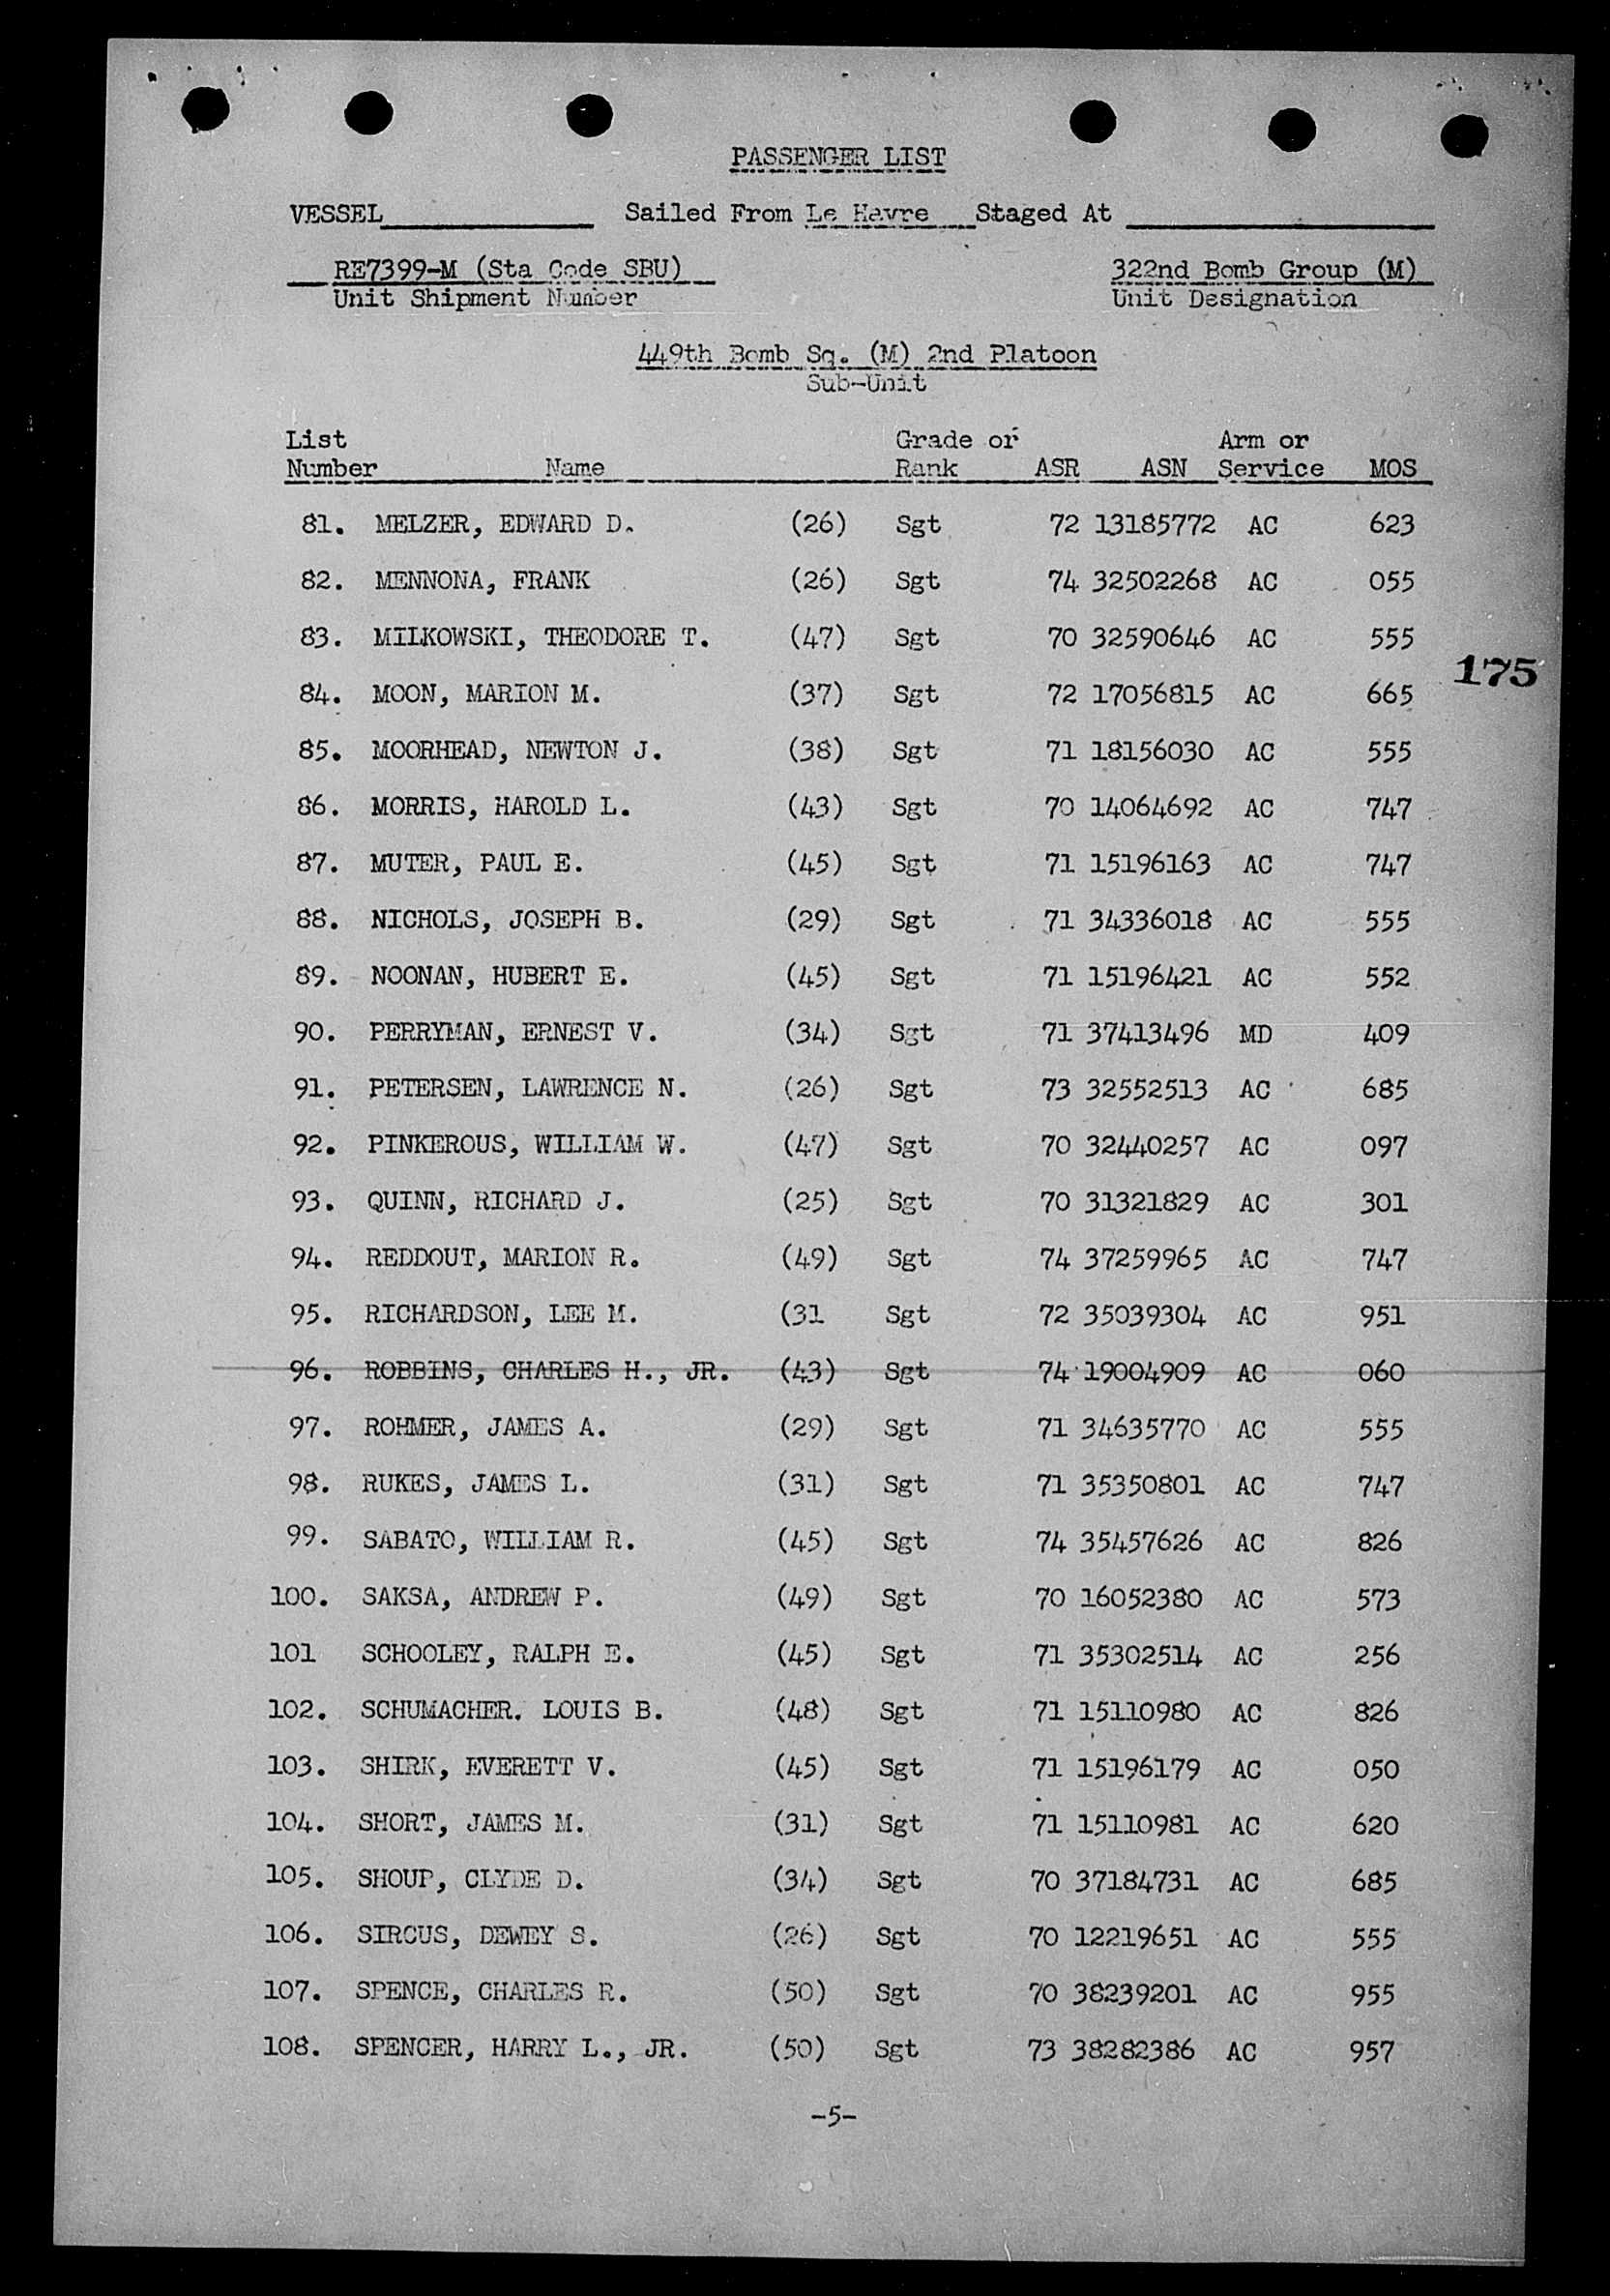 PASSENGER LIST
VESSEL Sailed From Le Havre Staged At
RE7399-M (Sta Code SBU) 322nd Bomb Group (M)
Unit Shipment Number Unit Designation
449th Bomb Sq. (M) 2nd Platoon
Sub-Unit
List Grade or Arm or
Number Name Rank ASR ASN Service MOS
81. MELZER, EDWARD D. (26) Sgt 72 13185772 AC 623
82. MENNONA, FRANK (26) Sgt 74 32502268 AC 055
83. MILKOWSKI, THEODORE T. (47) Sgt 70 32590646 AC 555
175
84. MOON, MARION M. (37) Sgt 72 17056815 AC 665
85. MOORHEAD, NEWTON J. (38) Sgt 71 18156030 AC 555
86. MORRIS, HAROLD L. (43) Sgt 70 14064692 AC 747
87. MUTER, PAUL E. (45) Sgt 71 15196163 AC 747
88. NICHOLS, JOSEPH B. (29) Sgt 71 34336018 AC 555
89. NOONAN, HUBERT E. (45) Sgt 71 15196421 AC 552
90. PERRYMAN, ERNEST V. (34) Sgt 71 37413496 MD 409
91. PETERSEN, LAWRENCE N. (26) Sgt 73 32552513 AC 685
92. PINKEROUS, WILLIAM W. (47) Sgt 70 32440257 AC 097
93. QUINN, RICHARD J. (25) Sgt 70 31321829 AC 301
94. REDDOUT, MARION R. (49) Sgt 74 37259965 AC 747
95. RICHARDSON, LEE M. (31 Sgt 72 35039304 AC 951
96. ROBBINS, CHARLES H., JR. (43) Sgt 74 19004909 AC 060
97. ROHMER, JAMES A. (29) Sgt 71 34635770 AC 555
98. RUKES, JAMES L. (31) Sgt 71 35350801 AC 747
99. SABATO, WILLIAM R. (45) Sgt 74 35457626 AC 826
100. SAKSA, ANDREW P. (49) Sgt 70 16052380 AC 573
101 SCHOOLEY, RALPH E. (45) Sgt 71 35302514 AC 256
102. SCHUMACHER. LOUIS B. (48) Sgt 71 15110980 AC 826
103. SHIRK, EVERETT V. (45) Sgt 71 15196179 AC 050
104. SHORT, JAMES M. (31) Sgt 71 15110981 AC 620
105. SHOUP, CLYDE D. (34) Sgt 70 37184731 AC 685
106. SIRCUS, DEWEY S. (26) Sgt 70 12219651 AC 555
107. SPENCE, CHARLES R. (50) Sgt 70 38239201 AC 955
108. SPENCER, HARRY L., JR. (50) Sgt 73 38282386 AC 957
-5-